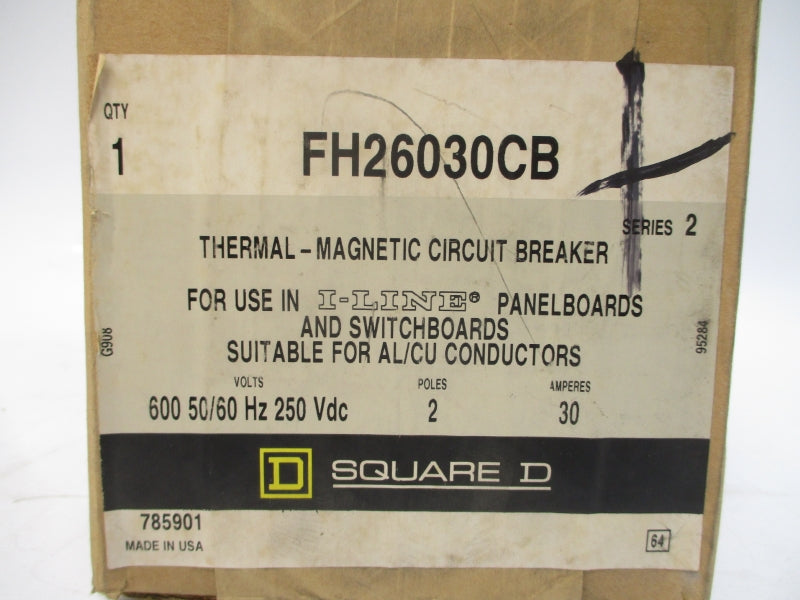 QTY
1
FH26030CB
SERIES 2
THERMAL-MAGNETIC CIRCUIT BREAKER
FOR USE IN I-LINE® PANELBOARDS
AND SWITCHBOARDS
SUITABLE FOR AL/CU CONDUCTORS
G908
95284
VOLTS POLES AMPERES
600 50/60 Hz 250 Vdc 2 30
D SQUARE D
785901
MADE IN USA
64